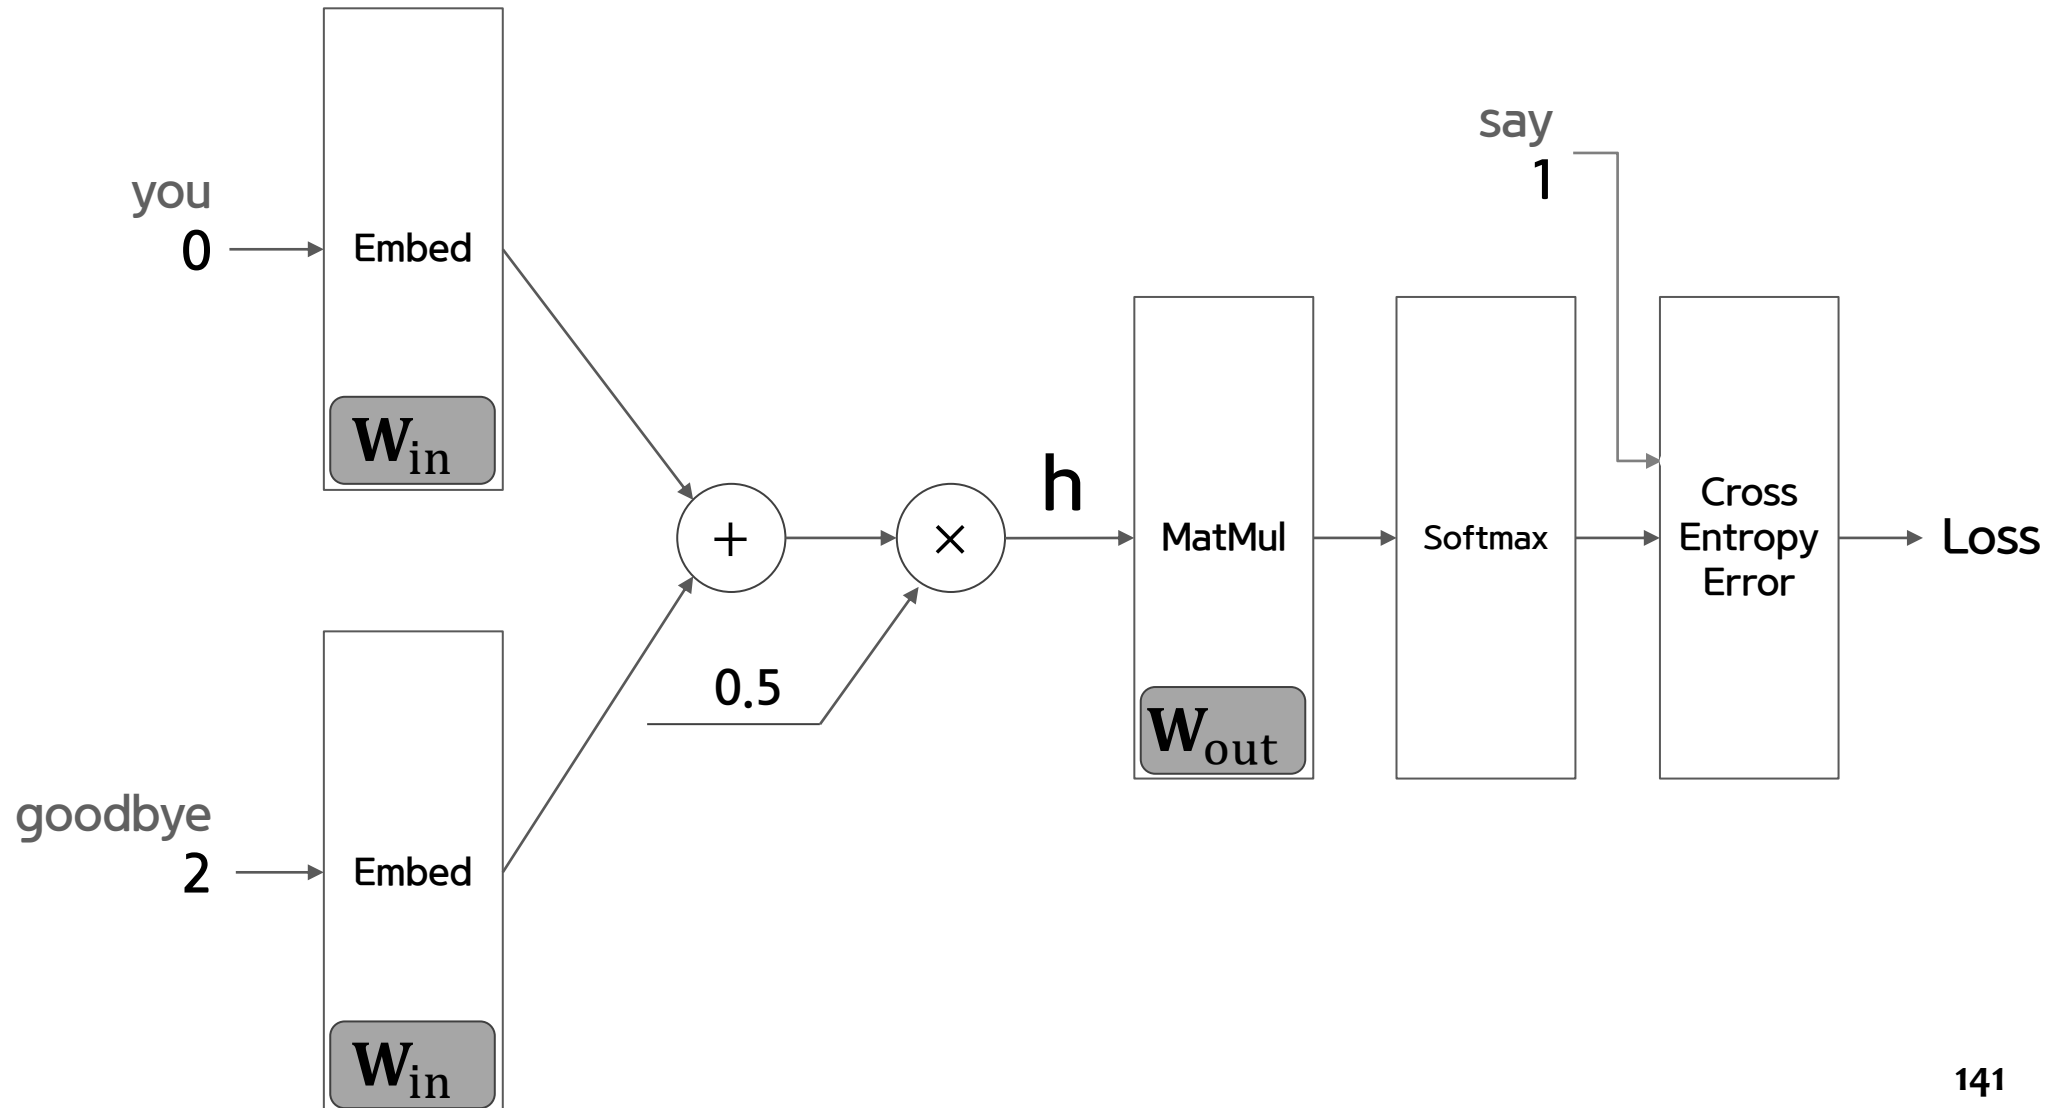 you
0
Embed
W_in
say
1
+
×
h
MatMul
W_out
Softmax
Cross
Entropy
Error
Loss
0.5
goodbye
2
Embed
W_in
141